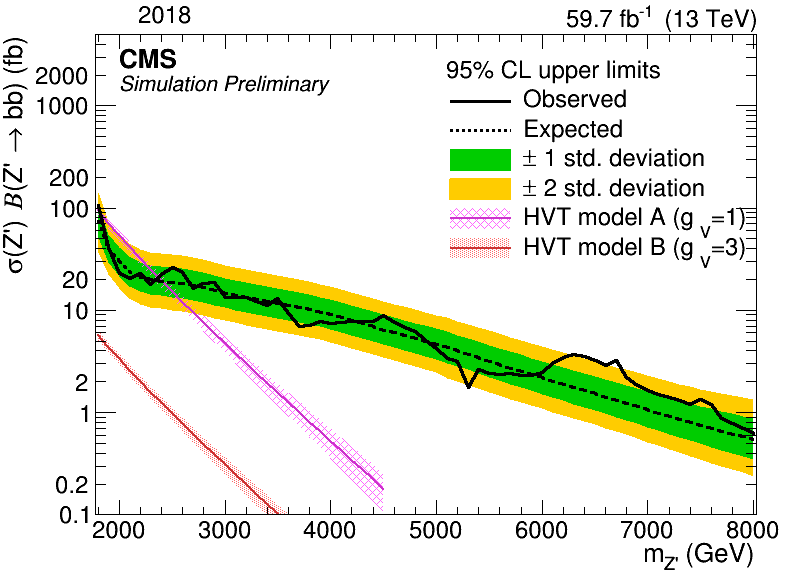 2018 59.7 fb⁻¹ (13 TeV)
CMS
Simulation Preliminary
95% CL upper limits
Observed
Expected
± 1 std. deviation
± 2 std. deviation
HVT model A (g_v=1)
HVT model B (g_v=3)
σ(Z') B(Z' → bb) (fb)
2000
1000
200
100
20
10
2
1
0.2
0.1
2000 3000 4000 5000 6000 7000 8000
m_Z' (GeV)